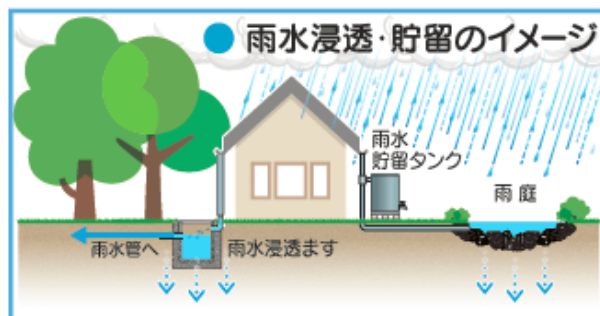 雨水浸透・貯留のイメージ
雨水
貯留タンク
雨庭
雨水管へ
雨水浸透ます